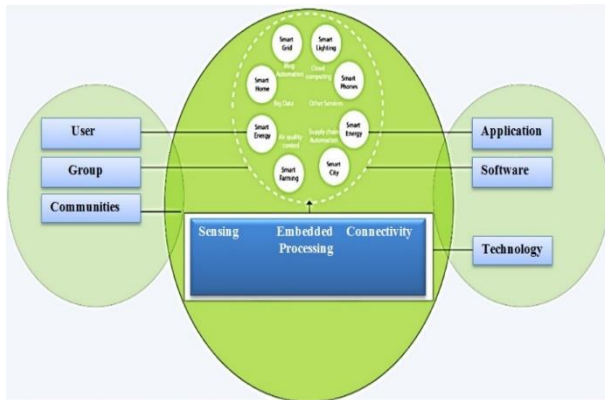 Smart
Grid
Smart
Lighting
Smart
Home
Automation
Cloud
computing
Smart
Phones
Big Data
Other Services
Smart
Energy
Air quality
control
Supply chain
Automation
Smart
Energy
Smart
Farming
Smart
City
User
Group
Communities
Application
Software
Technology
Sensing
Embedded
Processing
Connectivity